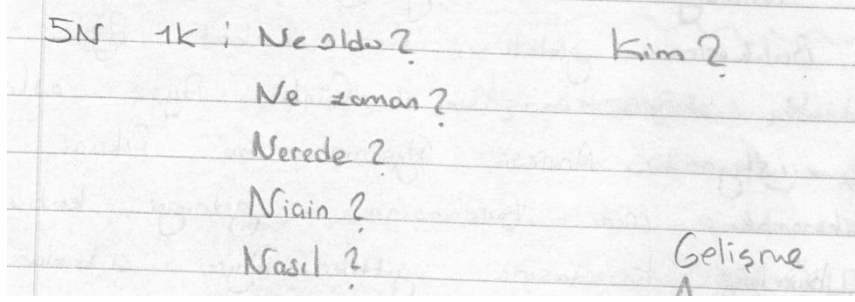 5N 1K : Ne oldu? Kim?
Ne zaman?
Nerede?
Niçin?
Nasıl?
Gelişme